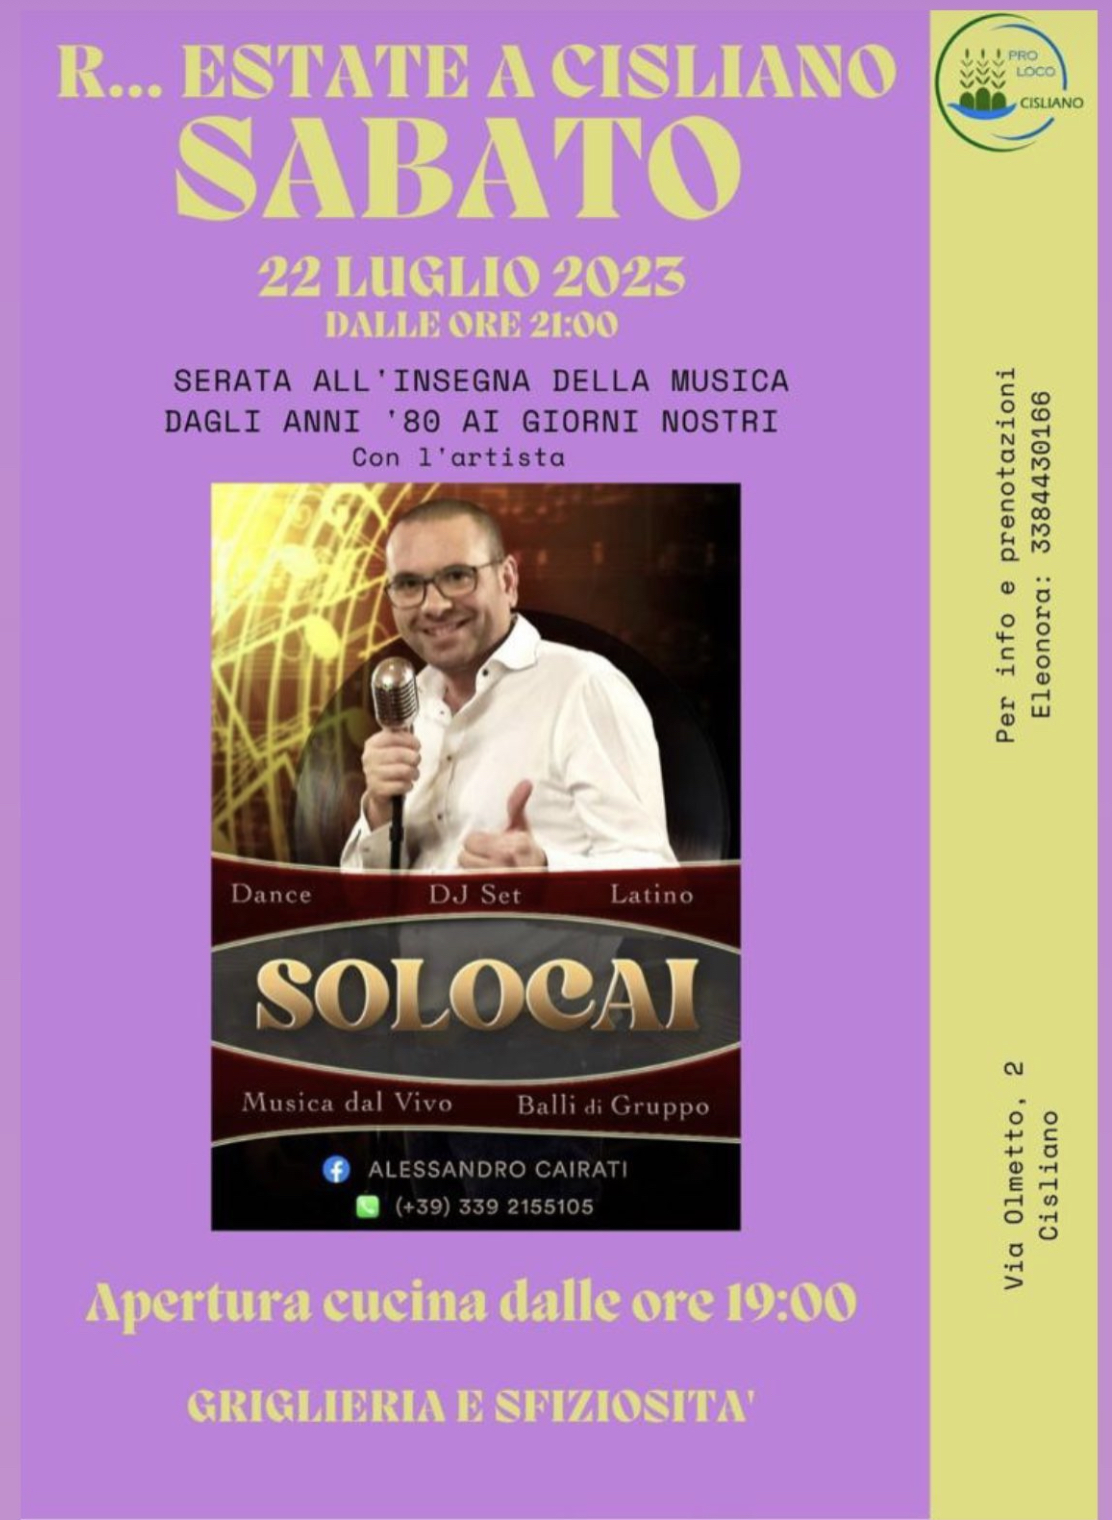 R... ESTATE A CISLIANO
SABATO
22 LUGLIO 2023
DALLE ORE 21:00
SERATA ALL'INSEGNA DELLA MUSICA
DAGLI ANNI '80 AI GIORNI NOSTRI
Con l'artista
Dance DJ Set Latino
SOLOCAI
Musica dal Vivo Balli di Gruppo
ALESSANDRO CAIRATI
(+39) 339 2155105
Apertura cucina dalle ore 19:00
GRIGLIERIA E SFIZIOSITA'
PRO
LOCO
CISLIANO
Per info e prenotazioni
Eleonora: 3384430166
Via Olmetto, 2
Cisliano